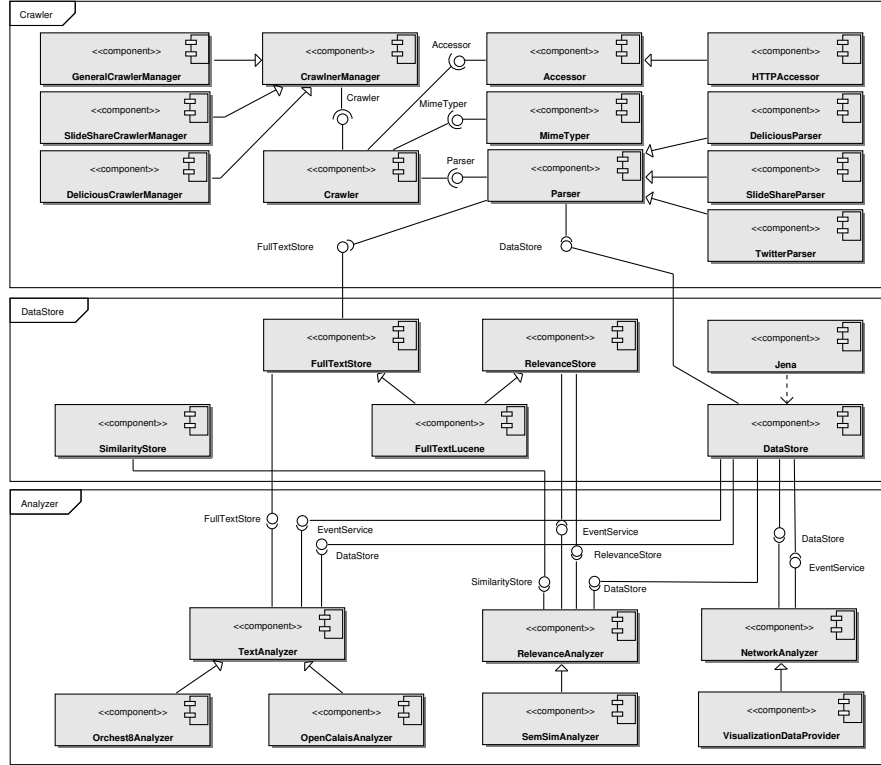 Crawler
<<component>>
GeneralCrawlerManager
<<component>>
CrawlnerManager
Accessor
<<component>>
Accessor
<<component>>
HTTPAccessor
<<component>>
SlideShareCrawlerManager
Crawler
MimeTyper
<<component>>
MimeTyper
<<component>>
DeliciousParser
<<component>>
DeliciousCrawlerManager
<<component>>
Crawler
Parser
<<component>>
Parser
<<component>>
SlideShareParser
<<component>>
TwitterParser
FullTextStore
DataStore
DataStore
<<component>>
FullTextStore
<<component>>
RelevanceStore
<<component>>
Jena
<<component>>
SimilarityStore
<<component>>
FullTextLucene
<<component>>
DataStore
Analyzer
FullTextStore
EventService
DataStore
EventService
RelevanceStore
DataStore
EventService
SimilarityStore
DataStore
<<component>>
TextAnalyzer
<<component>>
RelevanceAnalyzer
<<component>>
NetworkAnalyzer
<<component>>
Orchest8Analyzer
<<component>>
OpenCalaisAnalyzer
<<component>>
SemSimAnalyzer
<<component>>
VisualizationDataProvider